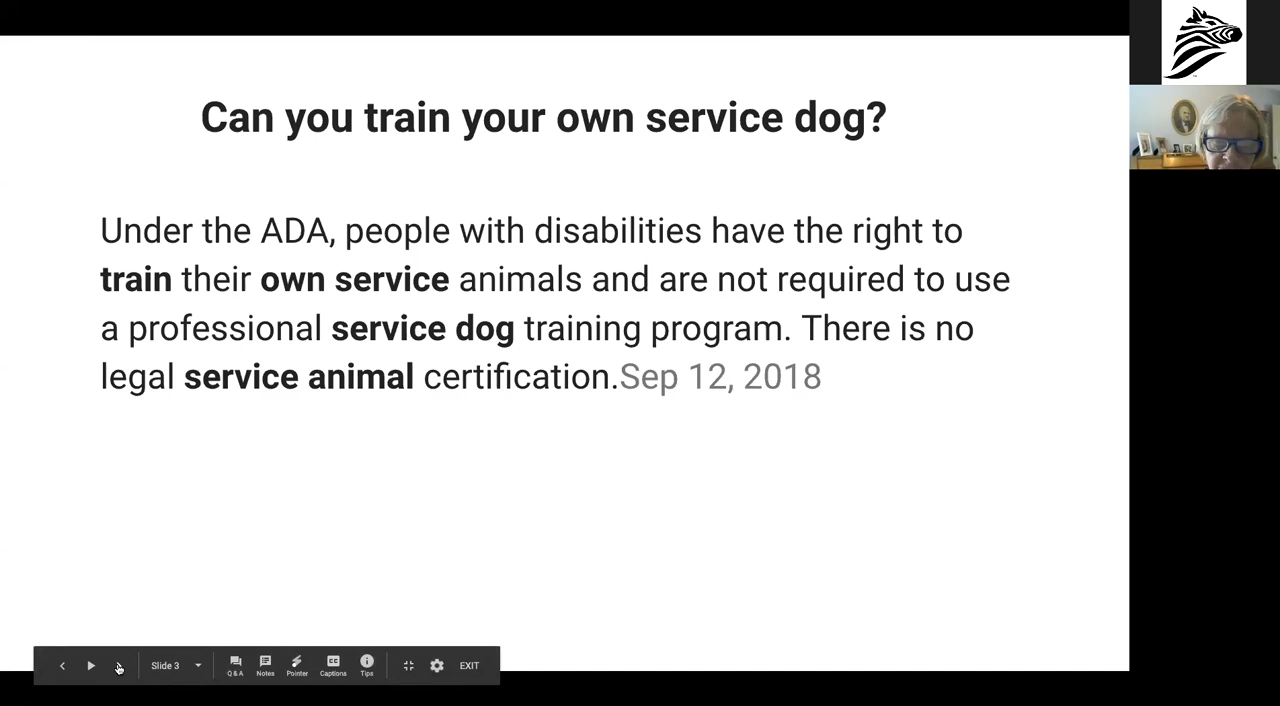 Can you train your own service dog?
Under the ADA, people with disabilities have the right to
train their own service animals and are not required to use
a professional service dog training program. There is no
legal service animal certification.Sep 12, 2018
Slide 3
Q & A
Notes
Pointer
Captions
Tips
EXIT